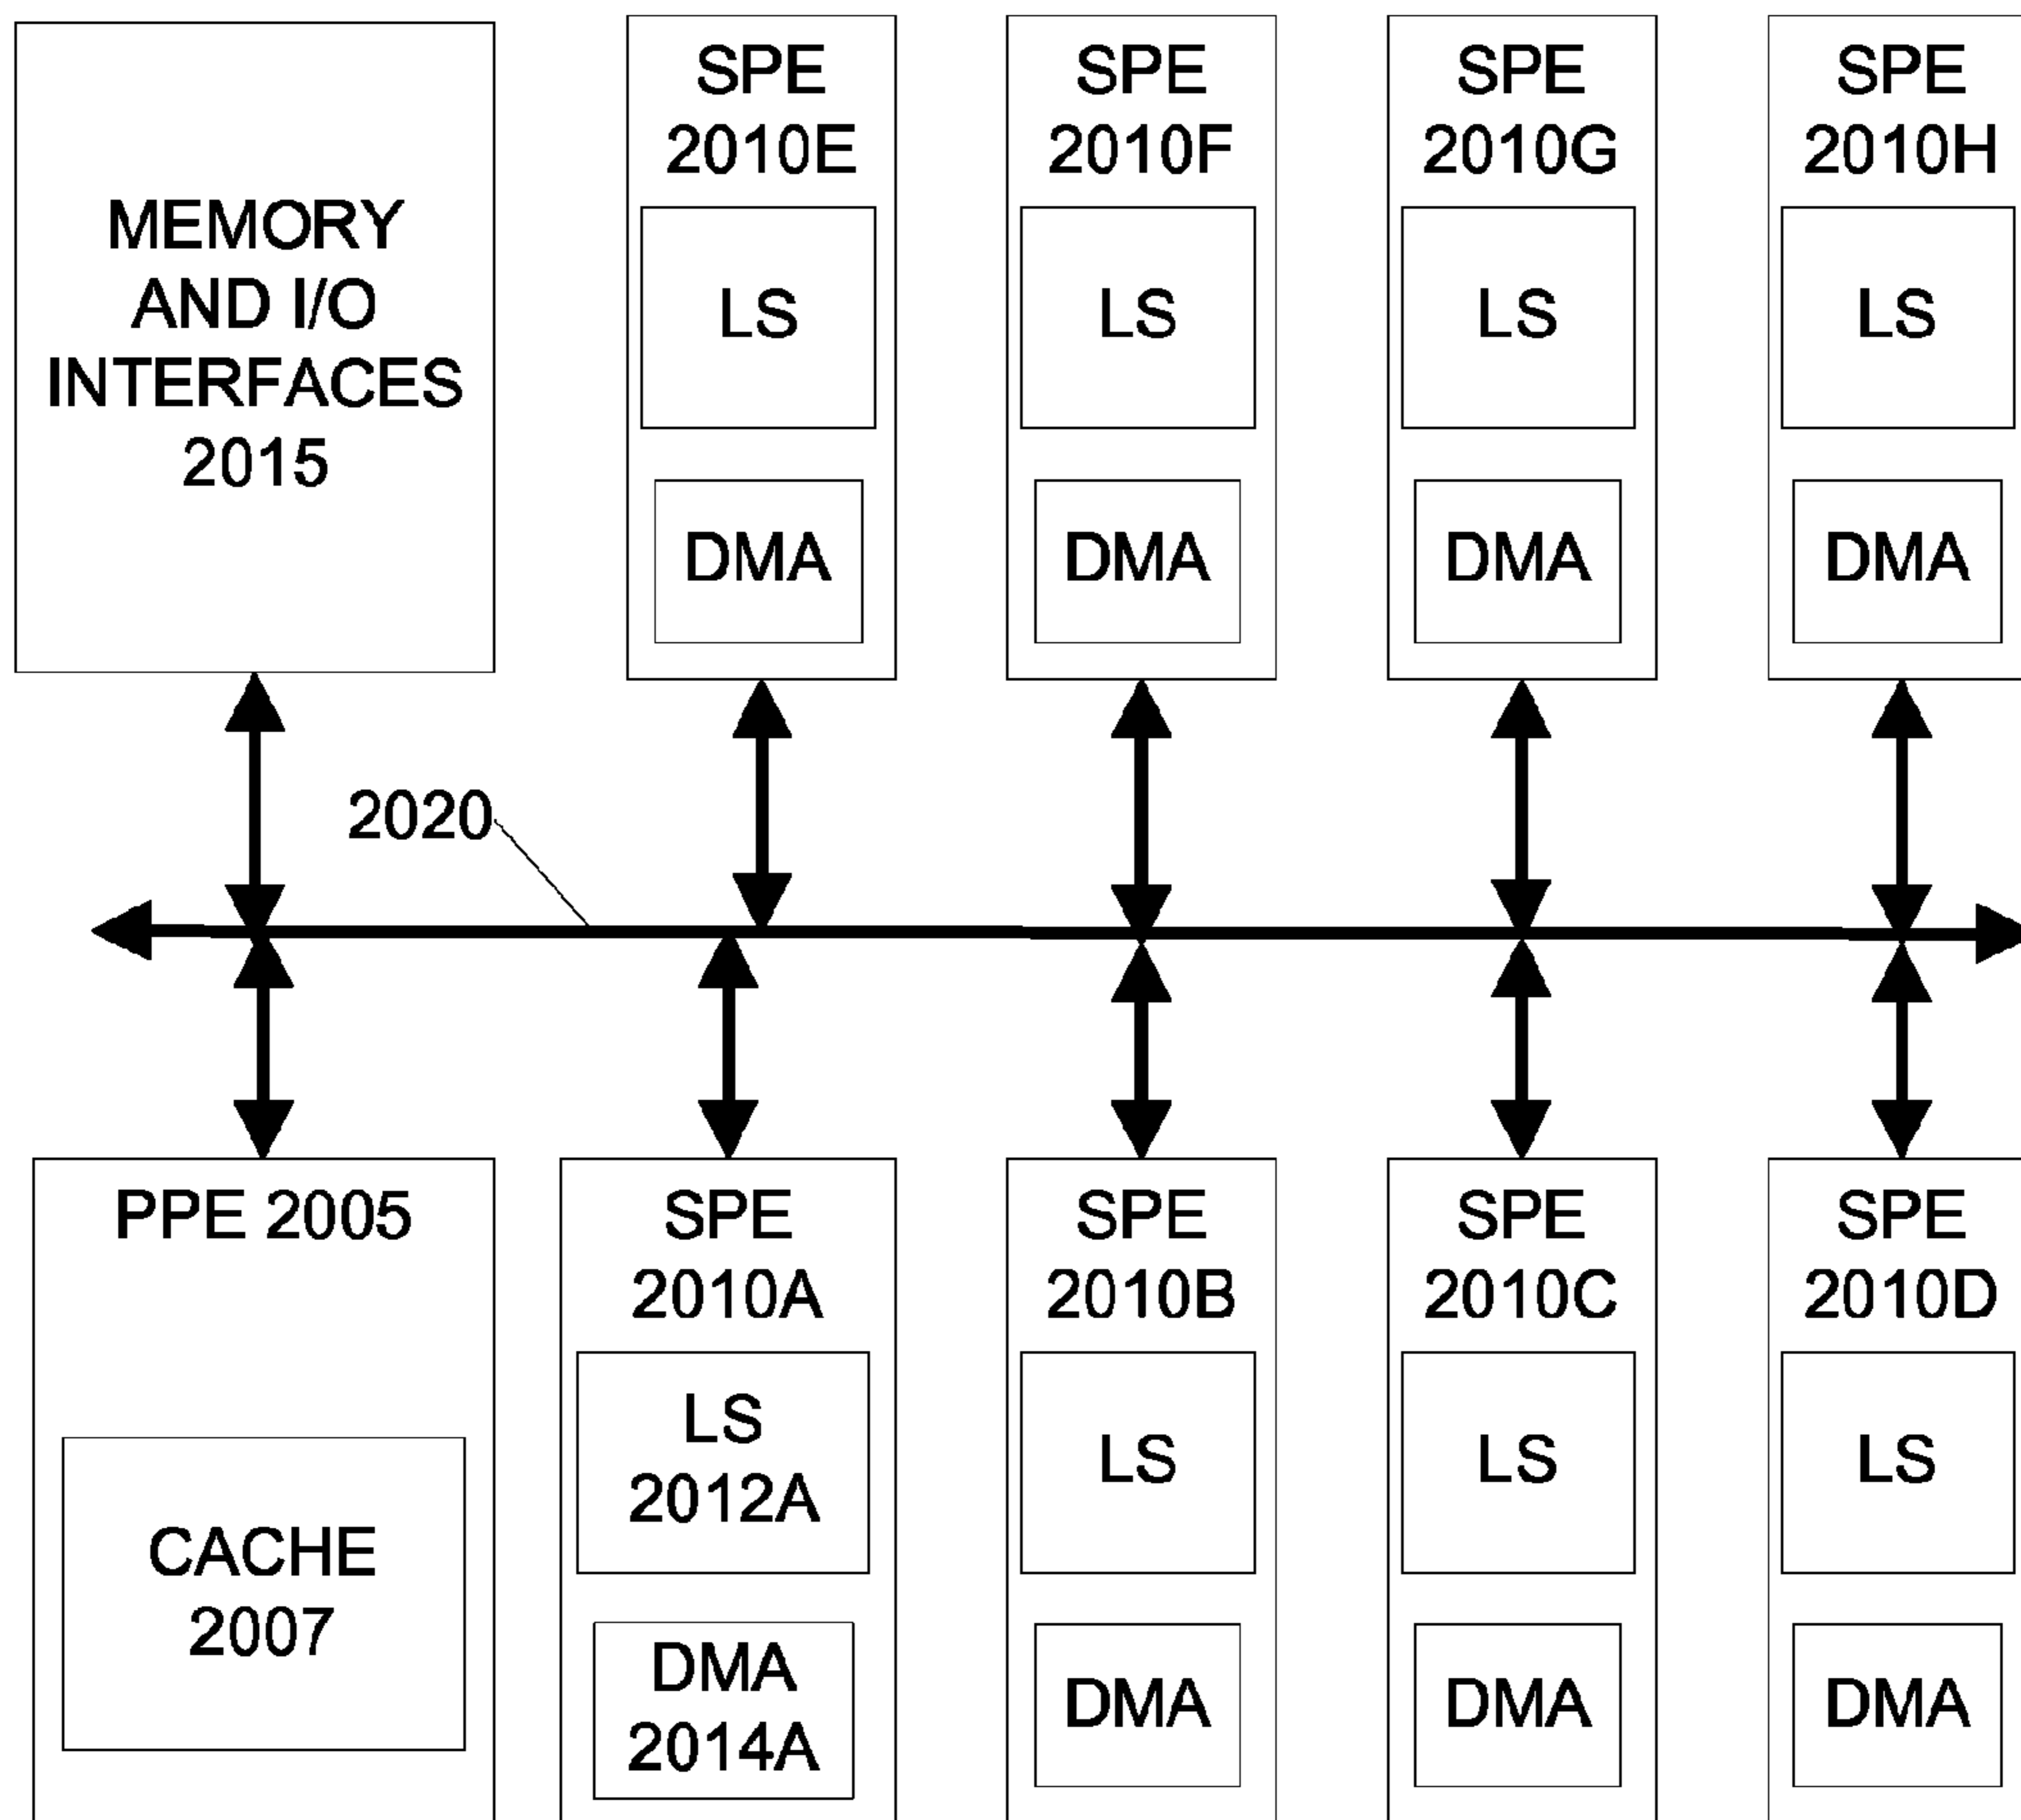 MEMORY
AND I/O
INTERFACES
2015
SPE
2010E
LS
DMA
SPE
2010F
LS
DMA
SPE
2010G
LS
DMA
SPE
2010H
LS
DMA
2020
PPE 2005
CACHE
2007
SPE
2010A
LS
2012A
DMA
2014A
SPE
2010B
LS
DMA
SPE
2010C
LS
DMA
SPE
2010D
LS
DMA